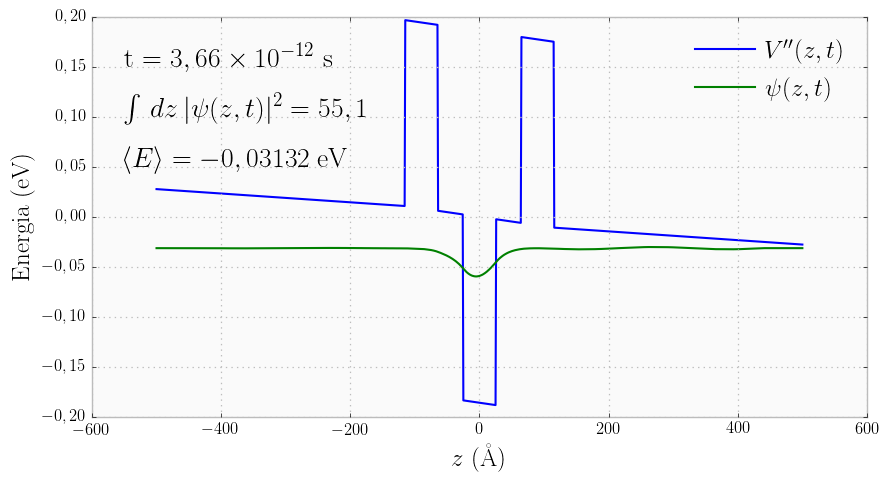 0,20
0,15
0,10
0,05
0,00
−0,05
−0,10
−0,15
−0,20
Energia (eV)
t = 3,66 × 10⁻¹² s
∫ dz |ψ(z,t)|² = 55,1
⟨E⟩ = −0,03132 eV
V′′(z,t)
ψ(z,t)
−600 −400 −200 0 200 400 600
z (Å)